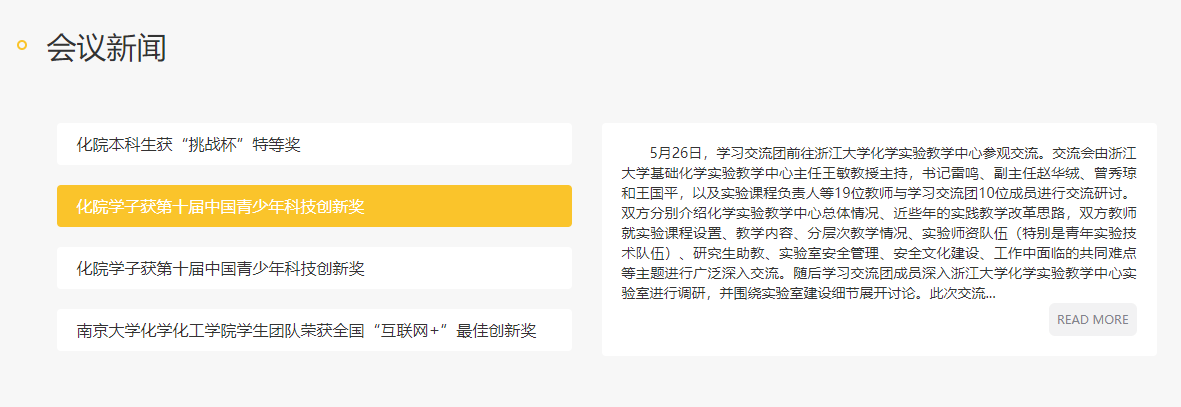 会议新闻
化院本科生获“挑战杯”特等奖
化院学子获第十届中国青少年科技创新奖
化院学子获第十届中国青少年科技创新奖
南京大学化学化工学院学生团队荣获全国“互联网+”最佳创新奖
5月26日，学习交流团前往浙江大学化学实验教学中心参观交流。交流会由浙江
大学基础化学实验教学中心主任王敏教授主持，书记雷鸣、副主任赵华绒、曾秀琼
和王国平，以及实验课程负责人等19位教师与学习交流团10位成员进行交流研讨。
双方分别介绍化学实验教学中心总体情况、近些年的实践教学改革思路，双方教师
就实验课程设置、教学内容、分层次教学情况、实验师资队伍（特别是青年实验技
术队伍）、研究生助教、实验室安全管理、安全文化建设、工作中面临的共同难点
等主题进行广泛深入交流。随后学习交流团成员深入浙江大学化学实验教学中心实
验室进行调研，并围绕实验室建设细节展开讨论。此次交流...
READ MORE